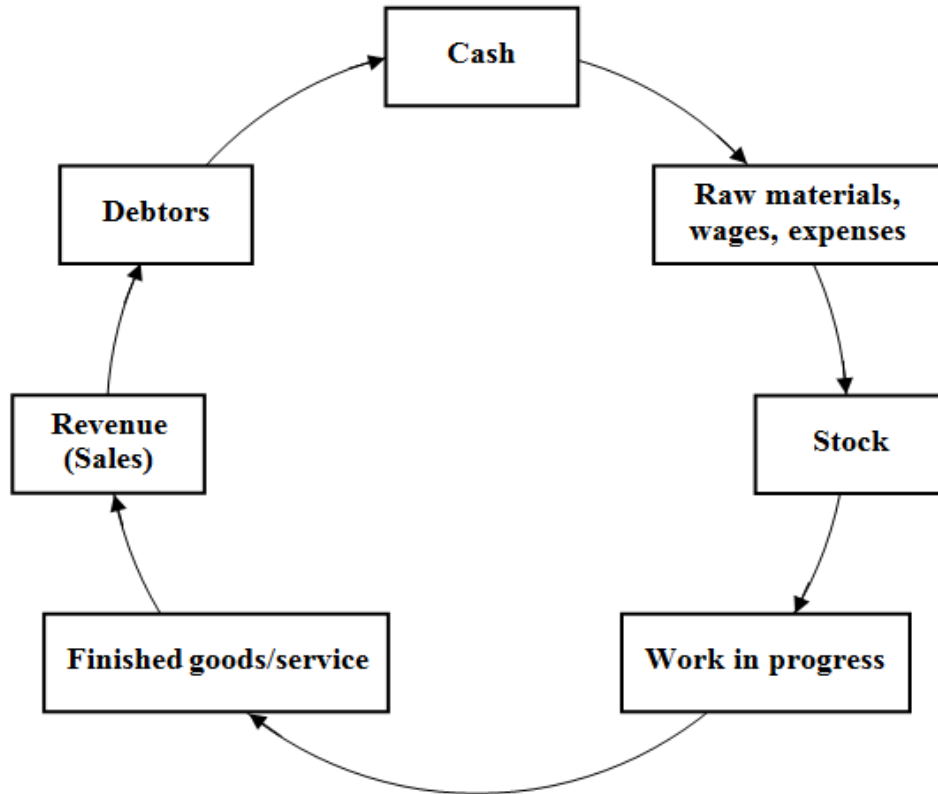 Cash
Raw materials,
wages, expenses
Stock
Work in progress
Finished goods/service
Revenue
(Sales)
Debtors